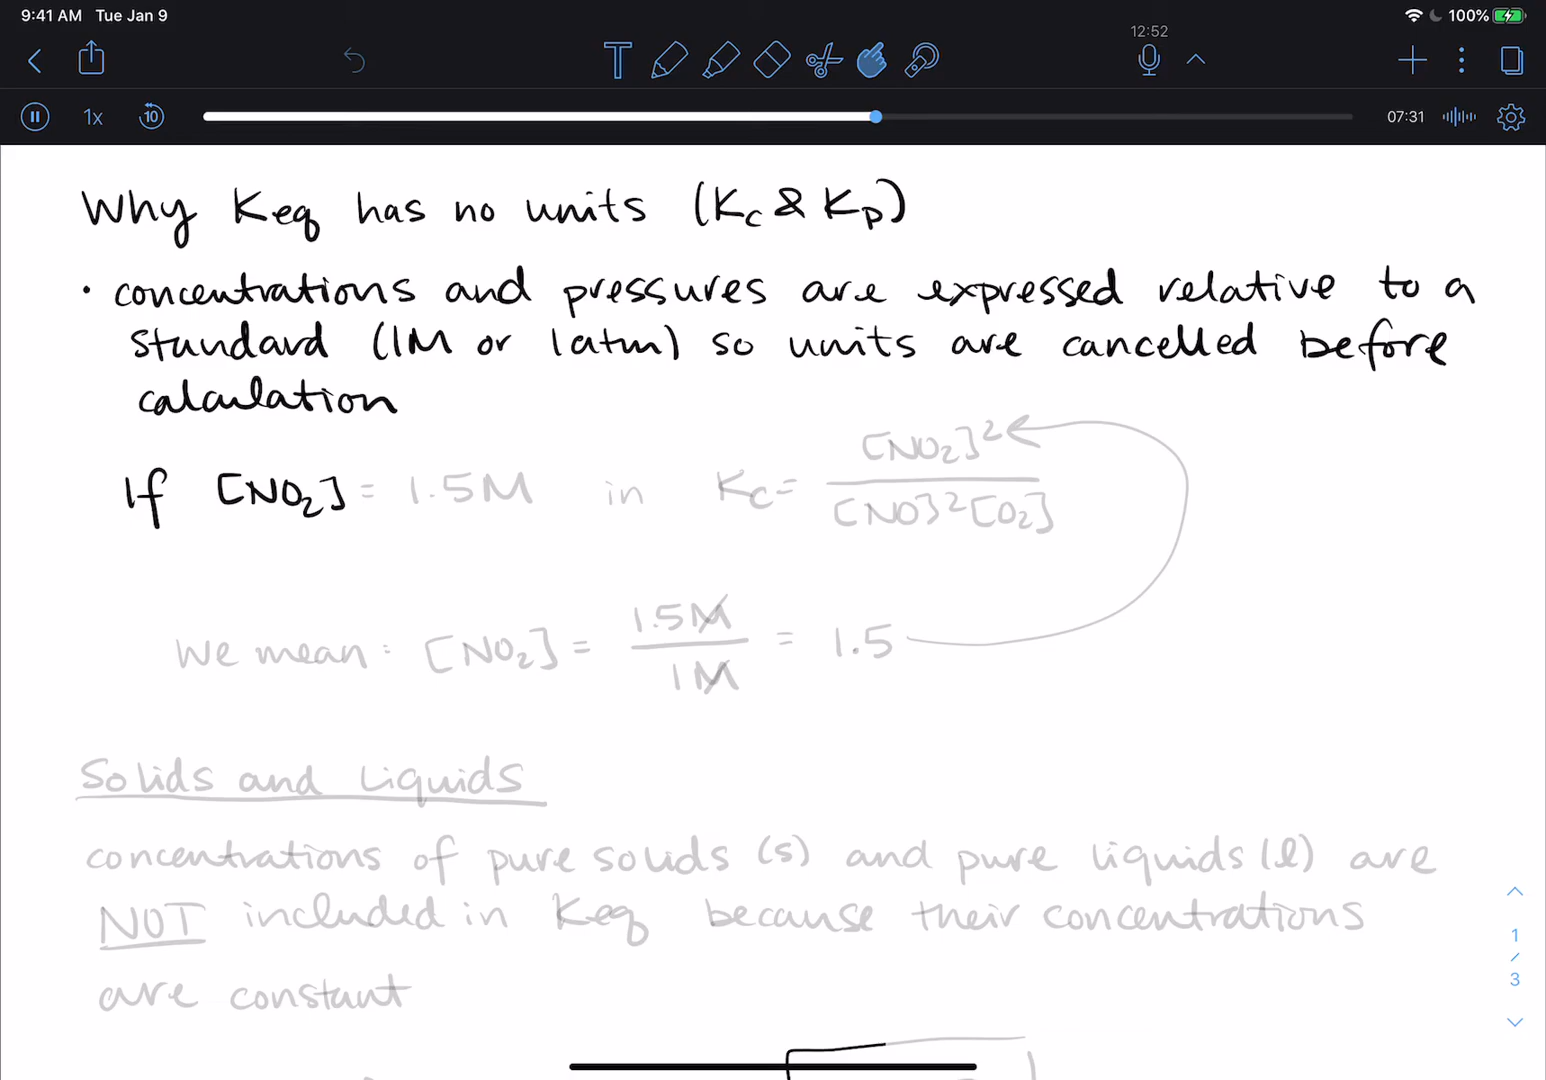 9:41 AM Tue Jan 9
100%
12:52
1x
10
07:31
Why Keq has no units (Kc & Kp)
• concentrations and pressures are expressed relative to a
standard (1M or 1atm) so units are cancelled before
calculation
If [NO₂] = 1.5M in Kc = [NO₂]² / [NO]²[O₂]
We mean: [NO₂] = 1.5M / 1M = 1.5
Solids and Liquids
concentrations of pure solids (s) and pure liquids (l) are
NOT included in Keq because their concentrations
are constant
1
/
3